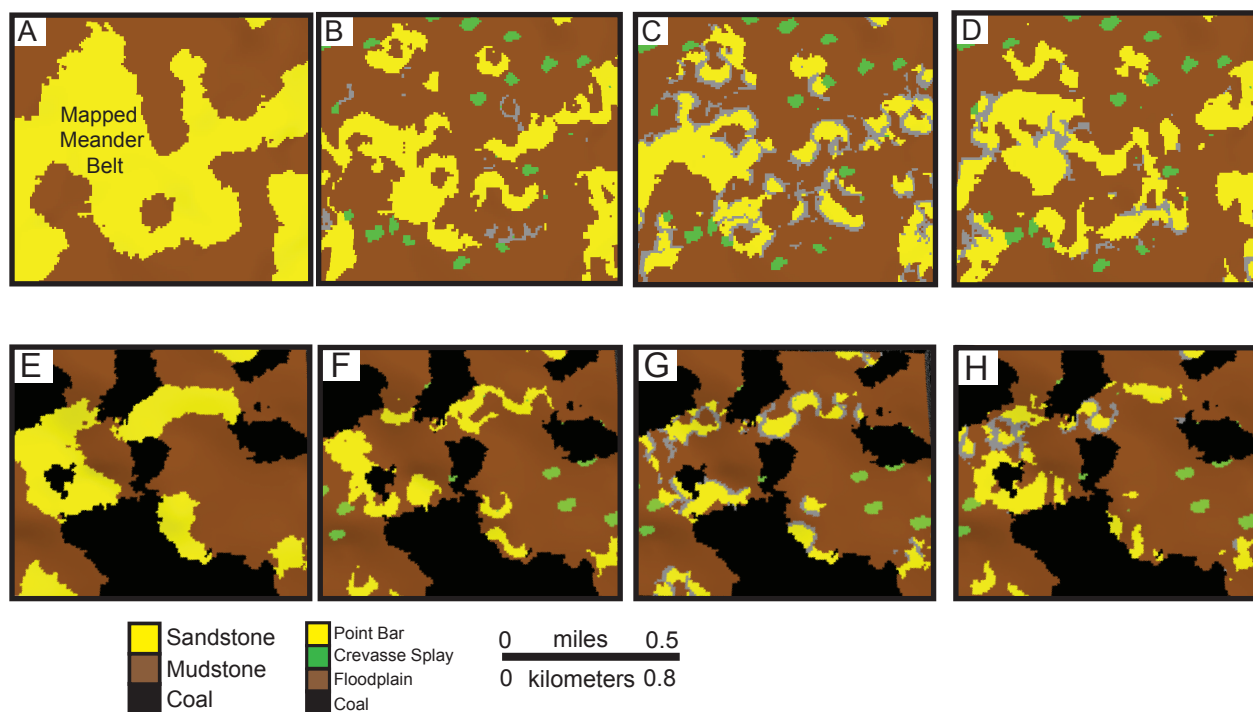 A
B
C
D
Mapped
Meander
Belt
E
F
G
H
Sandstone
Mudstone
Coal
Point Bar
Crevasse Splay
Floodplain
Coal
0 miles 0.5
0 kilometers 0.8